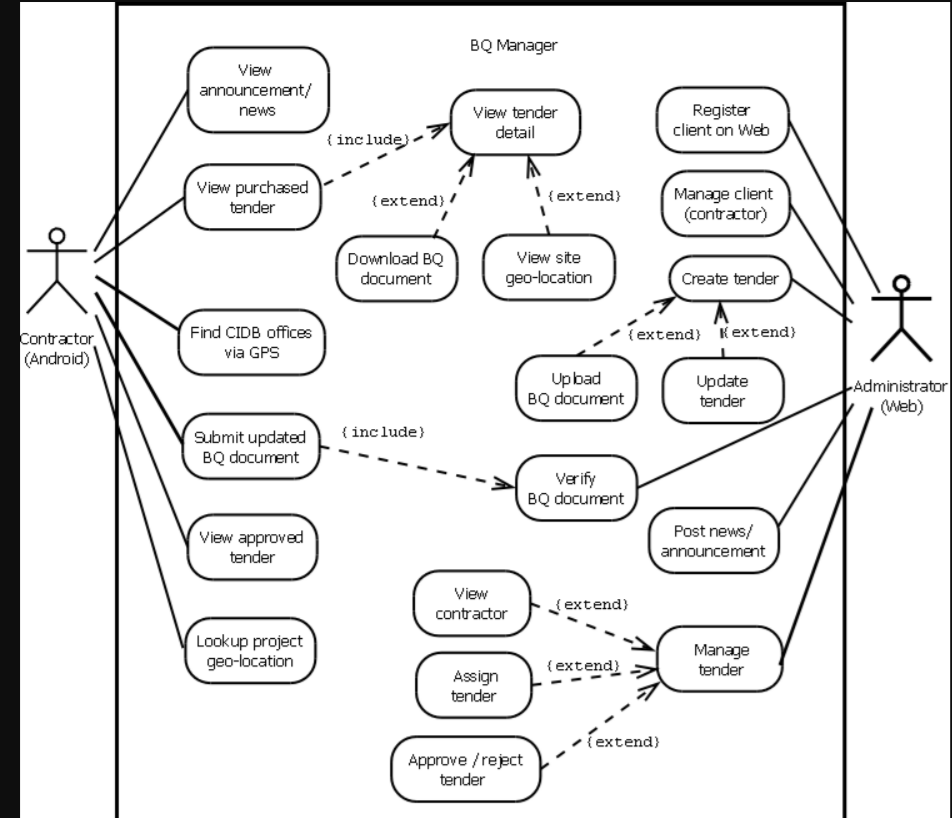 BQ Manager
View
announcement/
news
View tender
detail
Register
client on Web
{include}
View purchased
tender
{extend}
{extend}
Manage client
(contractor)
Download BQ
document
View site
geo-location
Create tender
Contractor
(Android)
Find CIDB offices
via GPS
{extend}
{extend}
Upload
BQ document
Update
tender
Administrator
(Web)
Submit updated
BQ document
{include}
Verify
BQ document
View approved
tender
Post news/
announcement
View
contractor
{extend}
Lookup project
geo-location
Manage
tender
Assign
tender
{extend}
Approve / reject
tender
{extend}